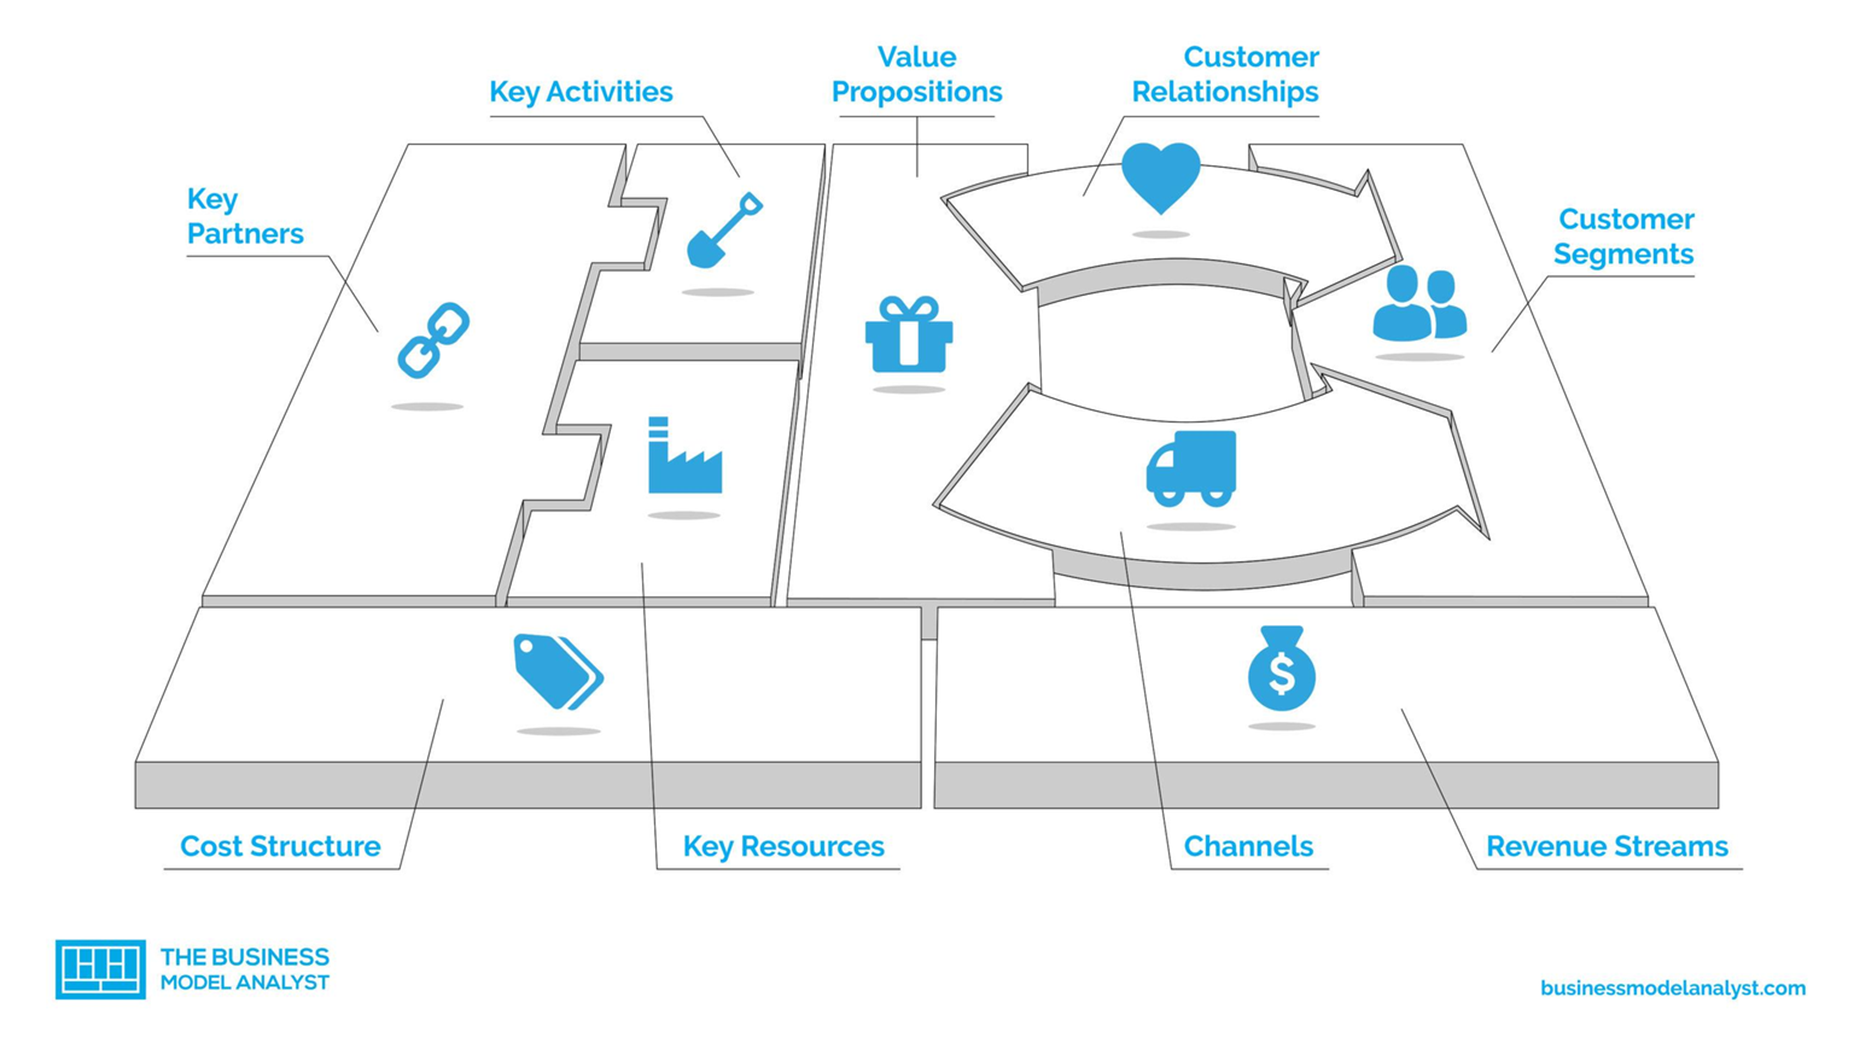 Value
Propositions
Customer
Relationships
Key Activities
Key
Partners
Customer
Segments
$
Cost Structure
Key Resources
Channels
Revenue Streams
THE BUSINESS
MODEL ANALYST
businessmodelanalyst.com